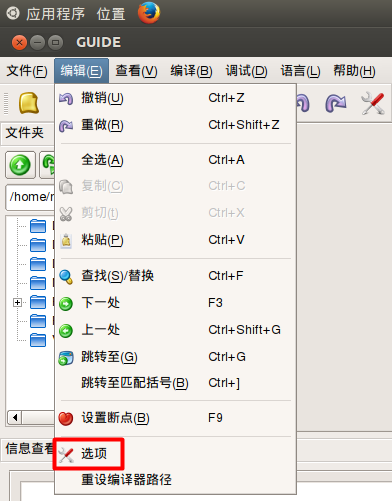 应用程序 位置
GUIDE
文件(F) 编辑(E) 查看(V) 编译(B) 调试(D) 语言(L) 帮助(H)
撤销(U) Ctrl+Z
重做(R) Ctrl+Shift+Z
文件夹
全选(A) Ctrl+A
复制(C) Ctrl+C
剪切(t) Ctrl+X
粘贴(P) Ctrl+V
查找(S)/替换 Ctrl+F
下一处 F3
上一处 Ctrl+Shift+G
跳转至(G) Ctrl+G
跳转至匹配括号(B) Ctrl+]
设置断点(B) F9
信息查看
选项
重设编译器路径